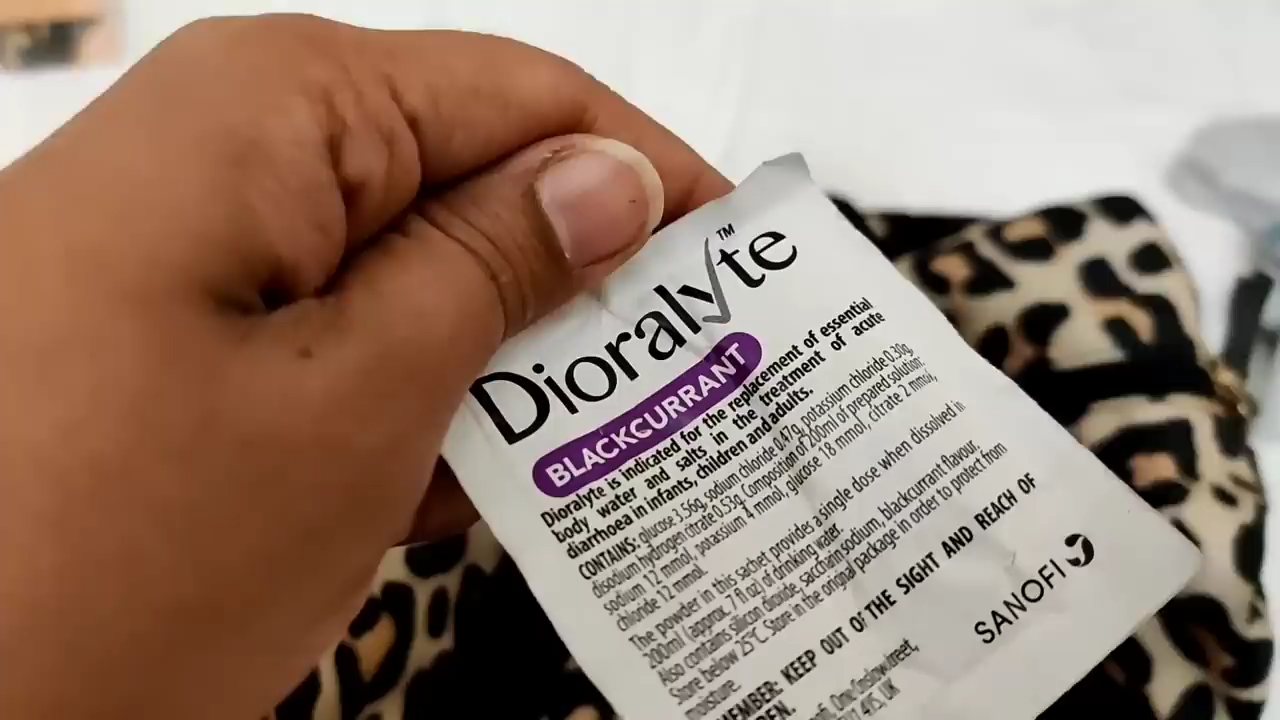 Dioralyte™
BLACKCURRANT
Dioralyte is indicated for the replacement of essential
body water and salts in the treatment of acute
diarrhoea in infants, children and adults.
CONTAINS: glucose 3.56g, sodium chloride 0.47g, potassium chloride 0.30g,
disodium hydrogen citrate 0.53g. Composition of 200ml of prepared solution:
sodium 12 mmol, potassium 4 mmol, glucose 18 mmol, citrate 2 mmol,
chloride 12 mmol.
The powder in this sachet provides a single dose when dissolved in
200ml (approx. 7 fl oz) of drinking water.
Also contains silicon dioxide, saccharin sodium, blackcurrant flavour.
Store below 25°C. Store in the original package in order to protect from
moisture.
MEMBER: KEEP OUT OF THE SIGHT AND REACH OF
SANOFI